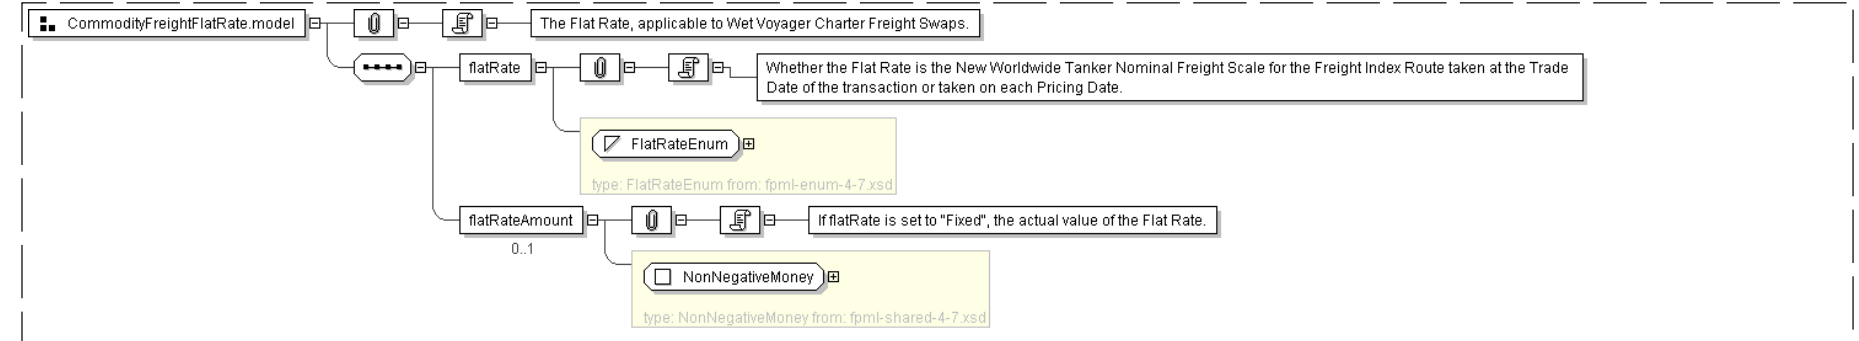 CommodityFreightFlatRate.model
The Flat Rate, applicable to Wet Voyager Charter Freight Swaps.
flatRate
Whether the Flat Rate is the New Worldwide Tanker Nominal Freight Scale for the Freight Index Route taken at the Trade
Date of the transaction or taken on each Pricing Date.
FlatRateEnum
type: FlatRateEnum from: fpml-enum-4-7.xsd
flatRateAmount
If flatRate is set to "Fixed", the actual value of the Flat Rate.
0..1
NonNegativeMoney
type: NonNegativeMoney from: fpml-shared-4-7.xsd